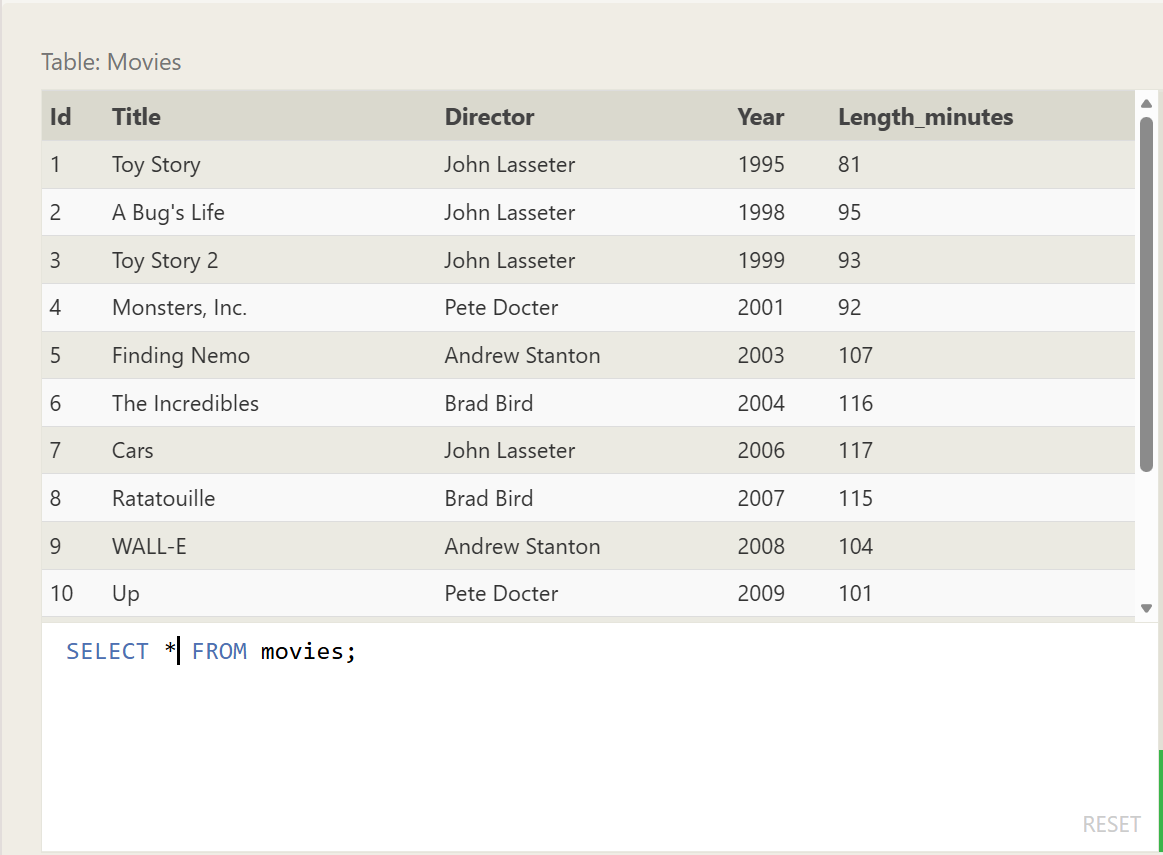 Table: Movies
Id Title Director Year Length_minutes
1 Toy Story John Lasseter 1995 81
2 A Bug's Life John Lasseter 1998 95
3 Toy Story 2 John Lasseter 1999 93
4 Monsters, Inc. Pete Docter 2001 92
5 Finding Nemo Andrew Stanton 2003 107
6 The Incredibles Brad Bird 2004 116
7 Cars John Lasseter 2006 117
8 Ratatouille Brad Bird 2007 115
9 WALL-E Andrew Stanton 2008 104
10 Up Pete Docter 2009 101
SELECT * FROM movies;
RESET